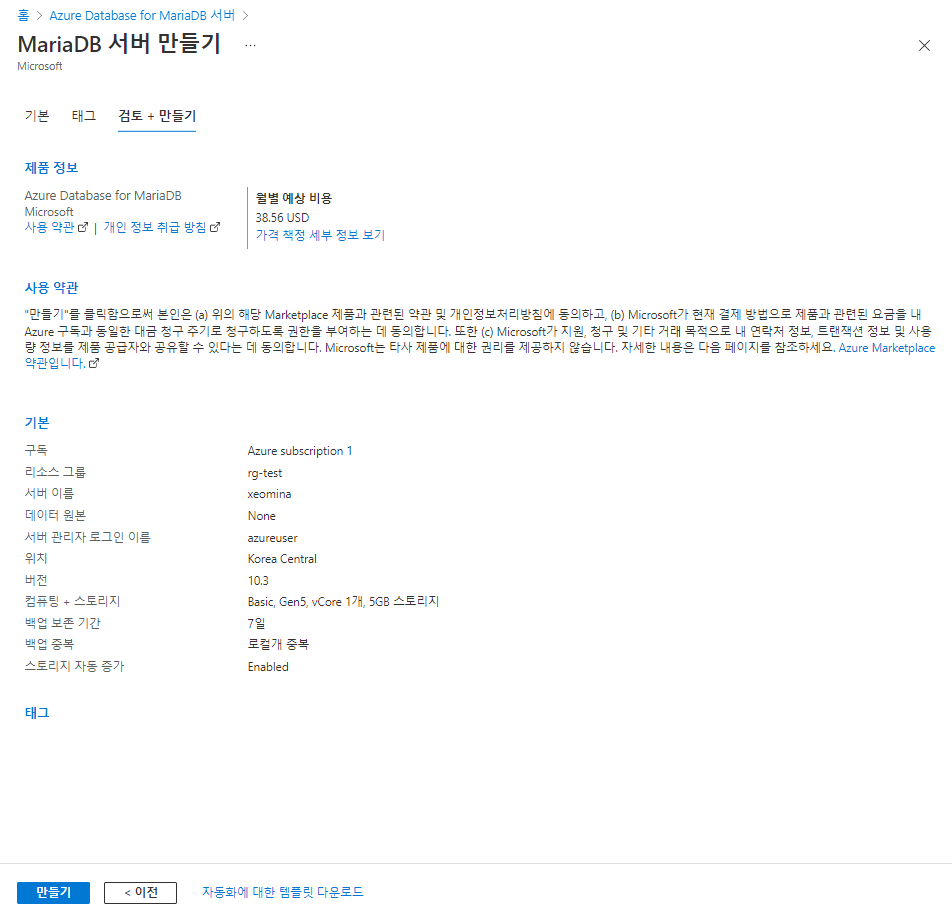 홈 > Azure Database for MariaDB 서버 >
MariaDB 서버 만들기 ...
Microsoft
기본 태그 검토 + 만들기
제품 정보
Azure Database for MariaDB
Microsoft
사용 약관 | 개인 정보 취급 방침
월별 예상 비용
38.56 USD
가격 책정 세부 정보 보기
사용 약관
"만들기"를 클릭함으로써 본인은 (a) 위의 해당 Marketplace 제품과 관련된 약관 및 개인정보처리방침에 동의하고, (b) Microsoft가 현재 결제 방법으로 제품과 관련된 요금을 내
Azure 구독과 동일한 대금 청구 주기로 청구하도록 권한을 부여하는 데 동의합니다. 또한 (c) Microsoft가 지원, 청구 및 기타 거래 목적으로 내 연락처 정보, 트랜잭션 정보 및 사용
량 정보를 제품 공급자와 공유할 수 있다는 데 동의합니다. Microsoft는 타사 제품에 대한 권리를 제공하지 않습니다. 자세한 내용은 다음 페이지를 참조하세요. Azure Marketplace
약관입니다.
기본
구독 Azure subscription 1
리소스 그룹 rg-test
서버 이름 xeomina
데이터 원본 None
서버 관리자 로그인 이름 azureuser
위치 Korea Central
버전 10.3
컴퓨팅 + 스토리지 Basic, Gen5, vCore 1개, 5GB 스토리지
백업 보존 기간 7일
백업 중복 로컬개 중복
스토리지 자동 증가 Enabled
태그
만들기 < 이전 자동화에 대한 템플릿 다운로드